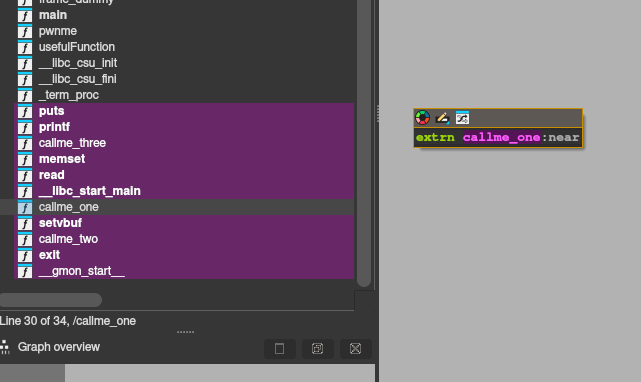 frame_dummy
main
pwnme
usefulFunction
__libc_csu_init
__libc_csu_fini
_term_proc
puts
printf
callme_three
memset
read
__libc_start_main
callme_one
setvbuf
callme_two
exit
__gmon_start__
Line 30 of 34, /callme_one
Graph overview
extrn callme_one:near